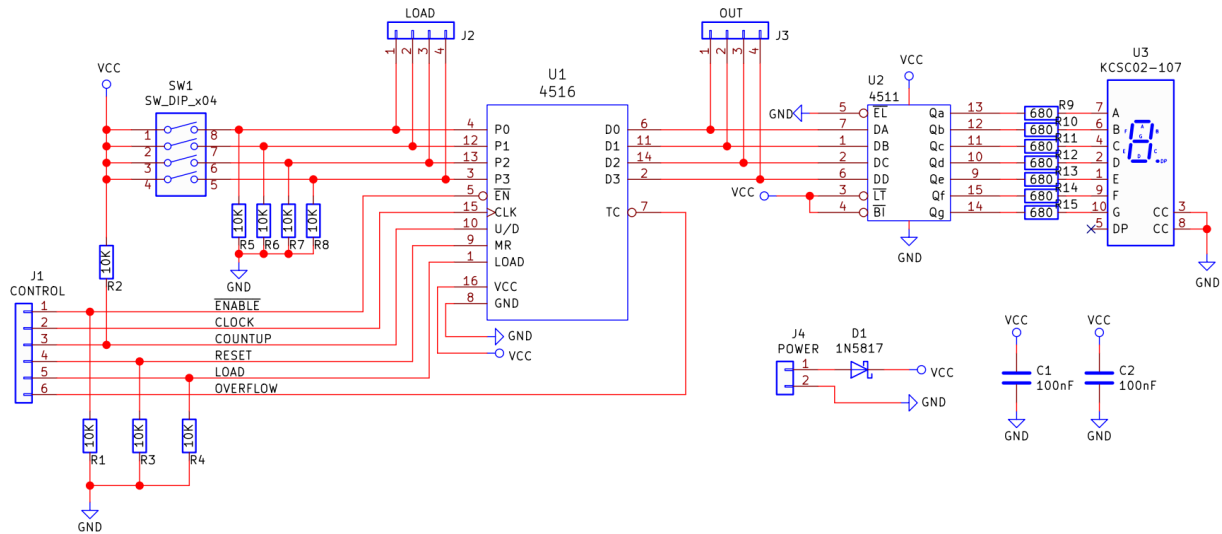 LOAD
J2
1 2 3 4
OUT
J3
1 2 3 4
VCC
SW1
SW_DIP_x04
1 8
2 7
3 6
4 5
10K
R5
10K
R6
10K
R7
10K
R8
GND
10K
R2
U1
4516
4 P0
12 P1
13 P2
3 P3
5 EN
15 CLK
10 U/D
9 MR
1 LOAD
16 VCC
8 GND
D0 6
D1 11
D2 14
D3 2
TC 7
GND
VCC
J1
CONTROL
1 ENABLE
2 CLOCK
3 COUNTUP
4 RESET
5 LOAD
6 OVERFLOW
10K
R1
10K
R3
10K
R4
GND
VCC
U2
4511
GND
5 EL
7 DA
1 DB
2 DC
6 DD
VCC
3 LT
4 BI
Qa 13
Qb 12
Qc 11
Qd 10
Qe 9
Qf 15
Qg 14
GND
680 R9
680 R10
680 R11
680 R12
680 R13
680 R14
680 R15
U3
KCSC02-107
7 A
6 B
4 C
2 D
1 E
9 F
10 G
5 DP
A
F B
G
E C
D
DP
CC 3
CC 8
GND
J4
POWER
1
2
D1
1N5817
VCC
GND
VCC
C1
100nF
GND
VCC
C2
100nF
GND